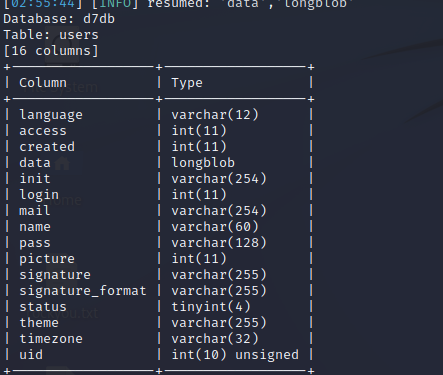 [02:55:44] [INFO] resumed: 'data','longblob'
Database: d7db
Table: users
[16 columns]
+------------------+------------------+
| Column           | Type             |
+------------------+------------------+
| language         | varchar(12)      |
| access           | int(11)          |
| created          | int(11)          |
| data             | longblob         |
| init             | varchar(254)     |
| login            | int(11)          |
| mail             | varchar(254)     |
| name             | varchar(60)      |
| pass             | varchar(128)     |
| picture          | int(11)          |
| signature        | varchar(255)     |
| signature_format | varchar(255)     |
| status           | tinyint(4)       |
| theme            | varchar(255)     |
| timezone         | varchar(32)      |
| uid              | int(10) unsigned |
+------------------+------------------+